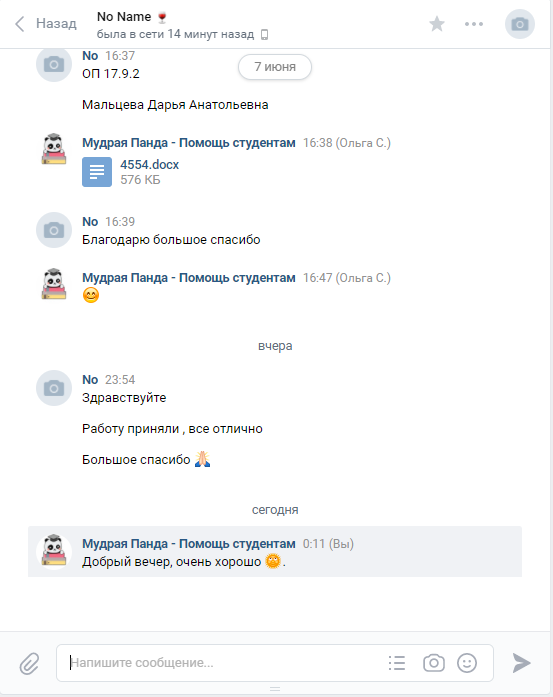 Назад
No Name 🍷
была в сети 14 минут назад
No 16:37
7 июня
ОП 17.9.2
Мальцева Дарья Анатольевна
Мудрая Панда - Помощь студентам 16:38 (Ольга С.)
4554.docx
576 КБ
No 16:39
Благодарю большое спасибо
Мудрая Панда - Помощь студентам 16:47 (Ольга С.)
😊
вчера
No 23:54
Здравствуйте
Работу приняли , все отлично
Большое спасибо 🙏🏻
сегодня
Мудрая Панда - Помощь студентам 0:11 (Вы)
Добрый вечер, очень хорошо 🤗.
Напишите сообщение...